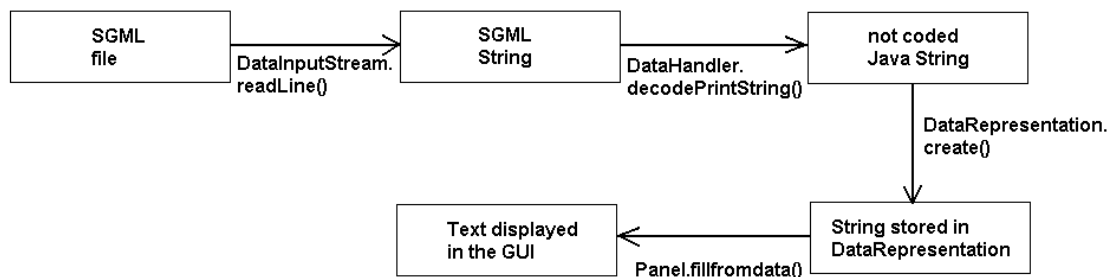 SGML
file
DataInputStream.
readLine()
SGML
String
DataHandler.
decodePrintString()
not coded
Java String
DataRepresentation.
create()
String stored in
DataRepresentation
Panel.fillfromdata()
Text displayed
in the GUI